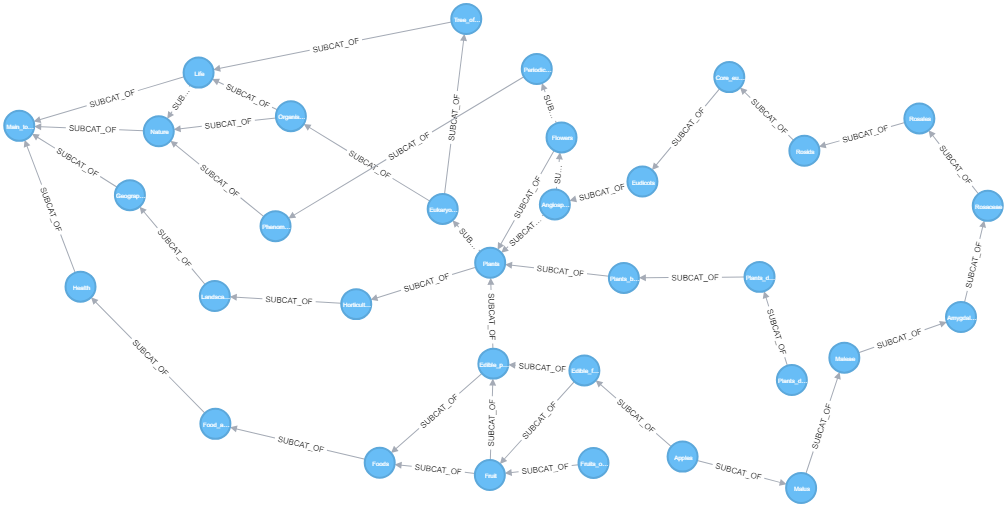 Tree_of...
SUBCAT_OF
Life
Periodic...
Core_eu...
SUBCAT_OF
SUBCAT_OF
SUB...
SUBCAT_OF
SUB...
Main_to...
SUBCAT_OF
Nature
SUBCAT_OF
Organis...
SUBCAT_OF
SUBCAT_OF
Flowers
SUBCAT_OF
SUBCAT_OF
Rosids
SUBCAT_OF
Rosales
SUBCAT_OF
SUBCAT_OF
SUBCAT_OF
SU...
Eudicots
SUBCAT_OF
SUBCAT_OF
Geograp...
SUBCAT_OF
Phenom...
Eukaryo...
SUBCAT_OF
Angiosp...
SUBCAT_OF
Rosaceae
SUB...
SUBCAT_OF
Health
SUBCAT_OF
Landsca...
SUBCAT_OF
Horticult...
SUBCAT_OF
Plants
SUBCAT_OF
Plants_b...
SUBCAT_OF
Plants_d...
SUBCAT_OF
SUBCAT_OF
SUBCAT_OF
Amygdal...
SUBCAT_OF
Maleae
SUBCAT_OF
Edible_p...
SUBCAT_OF
Edible_f...
Plants_d...
SUBCAT_OF
SUBCAT_OF
SUBCAT_OF
SUBCAT_OF
SUBCAT_OF
Food_a...
SUBCAT_OF
Foods
SUBCAT_OF
Fruit
SUBCAT_OF
Fruits_o...
Apples
SUBCAT_OF
Malus